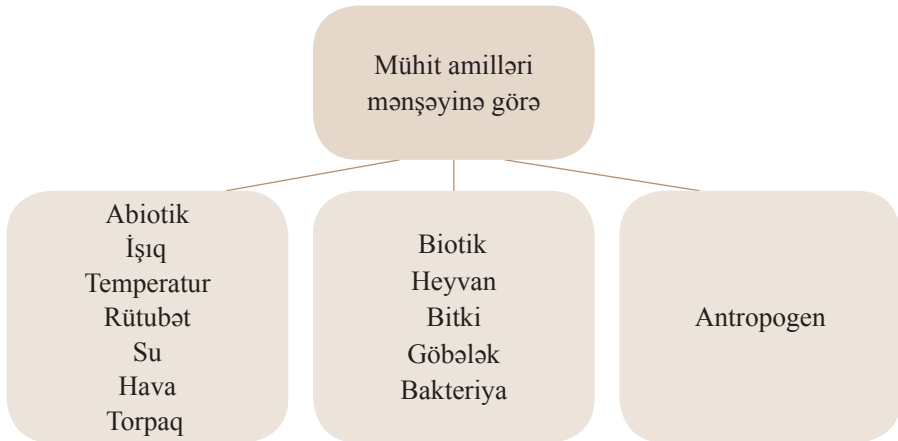 Mühit amilləri
mənşəyinə görə
Abiotik
İşıq
Temperatur
Rütubət
Su
Hava
Torpaq
Biotik
Heyvan
Bitki
Göbələk
Bakteriya
Antropogen